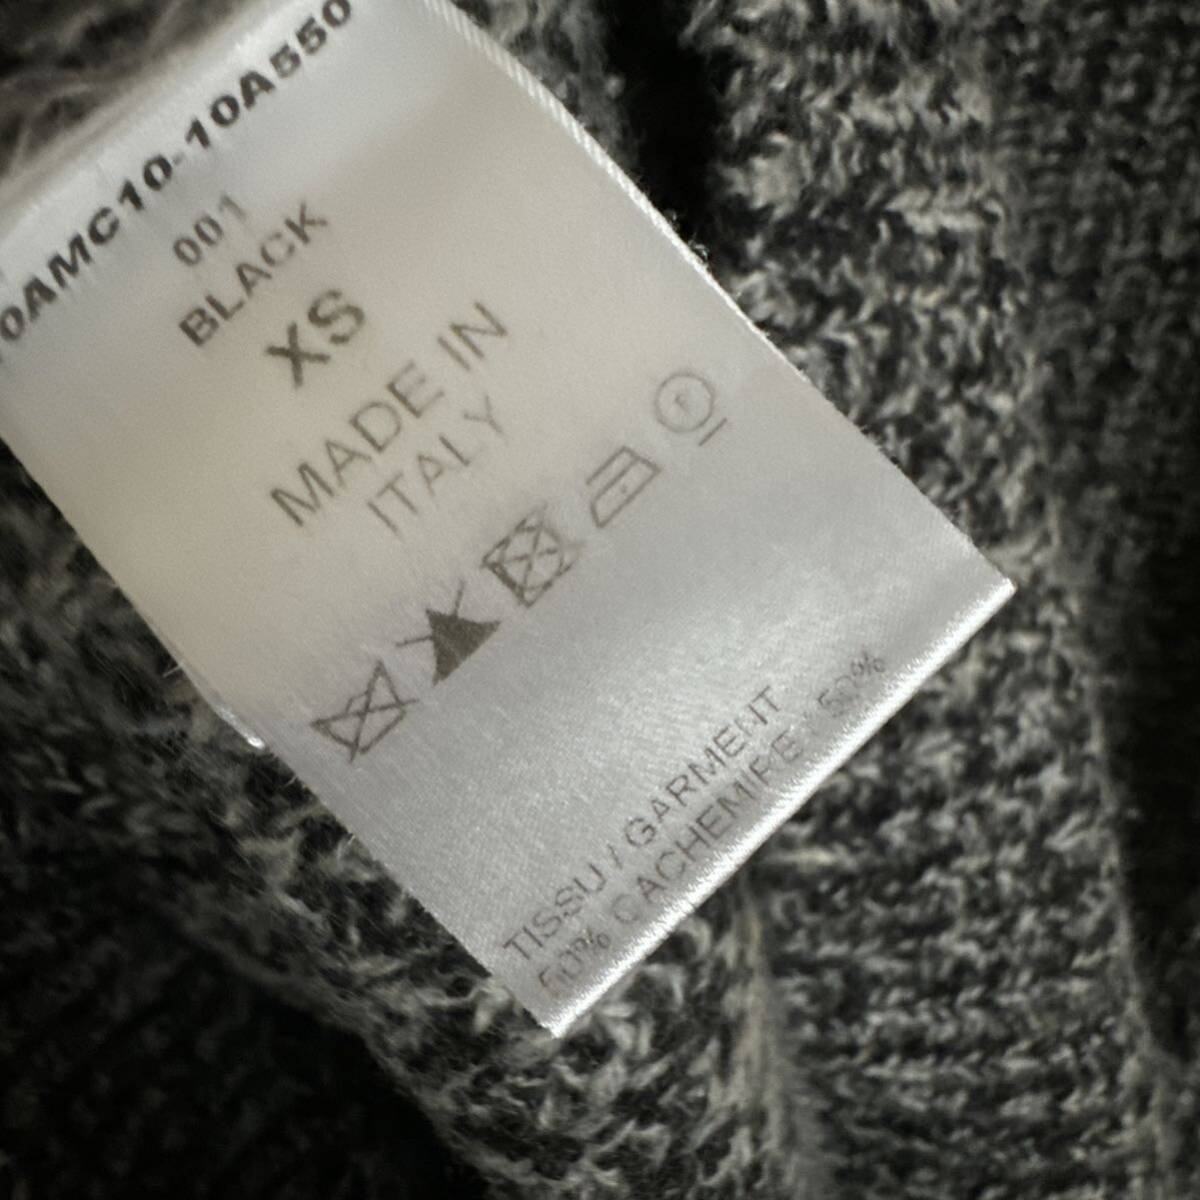 0AMC10-10A550
001
BLACK
XS
MADE IN
ITALY
TISSU / GARMENT
50% CACHEMIRE 50%